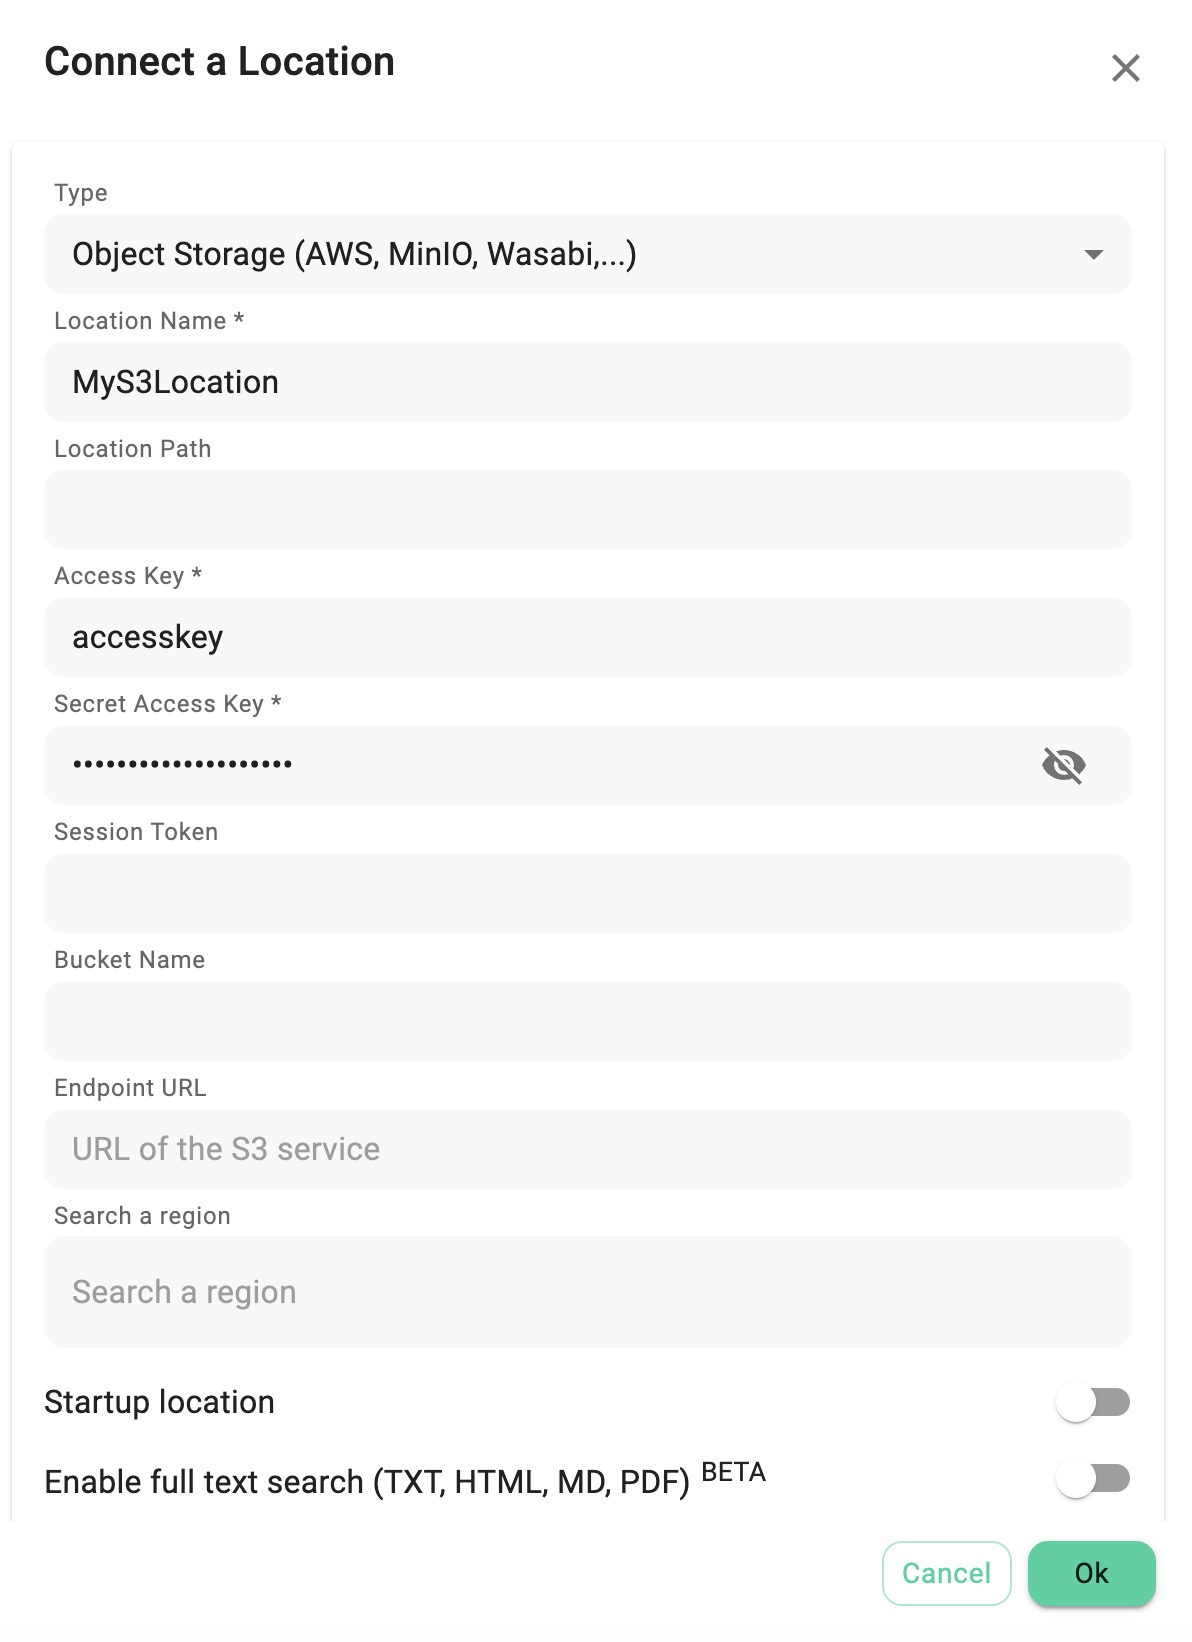 Connect a Location
Type
Object Storage (AWS, MinIO, Wasabi,...)
Location Name *
MyS3Location
Location Path
Access Key *
accesskey
Secret Access Key *
••••••••••••••••••••
Session Token
Bucket Name
Endpoint URL
URL of the S3 service
Search a region
Search a region
Startup location
Enable full text search (TXT, HTML, MD, PDF) BETA
Cancel
Ok